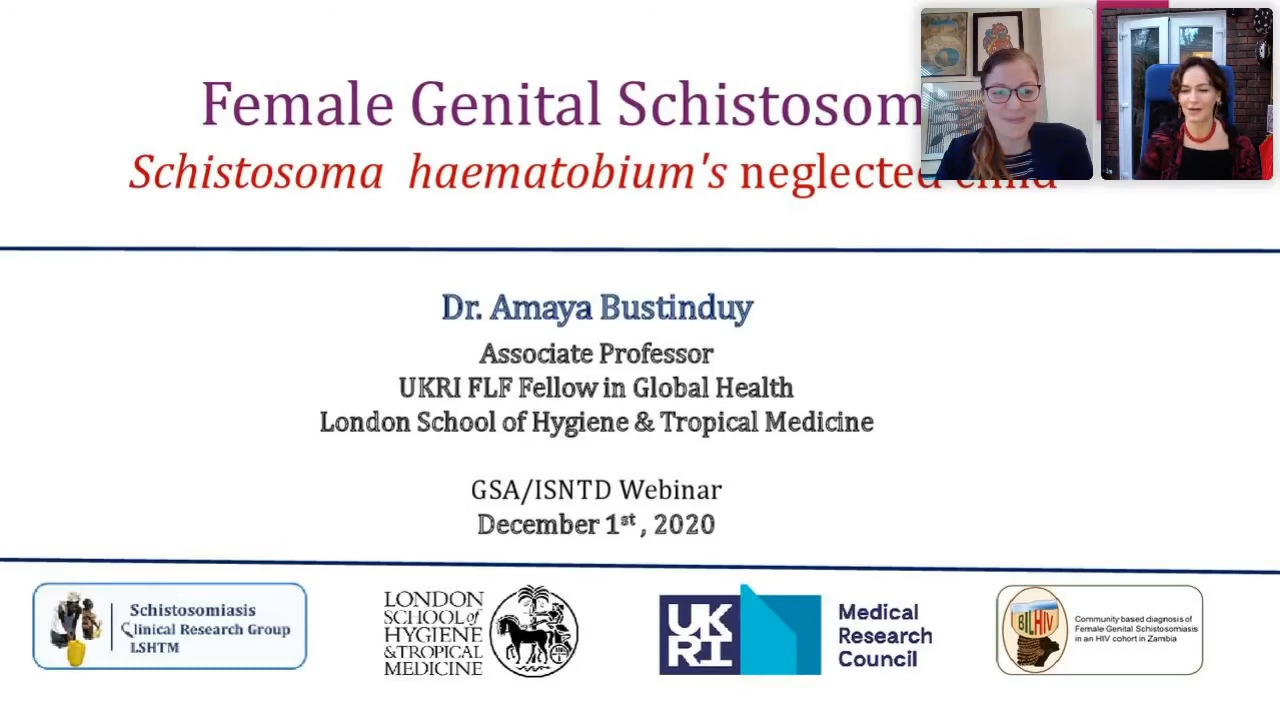 Female Genital Schistosom
Schistosoma haematobium's neglected child
Dr. Amaya Bustinduy
Associate Professor
UKRI FLF Fellow in Global Health
London School of Hygiene & Tropical Medicine
GSA/ISNTD Webinar
December 1st, 2020
Schistosomiasis
Clinical Research Group
LSHTM
LONDON
SCHOOL of
HYGIENE
& TROPICAL
MEDICINE
UK
RI
Medical
Research
Council
BILHIV
Community based diagnosis of
Female Genital Schistosomiasis
in an HIV cohort in Zambia